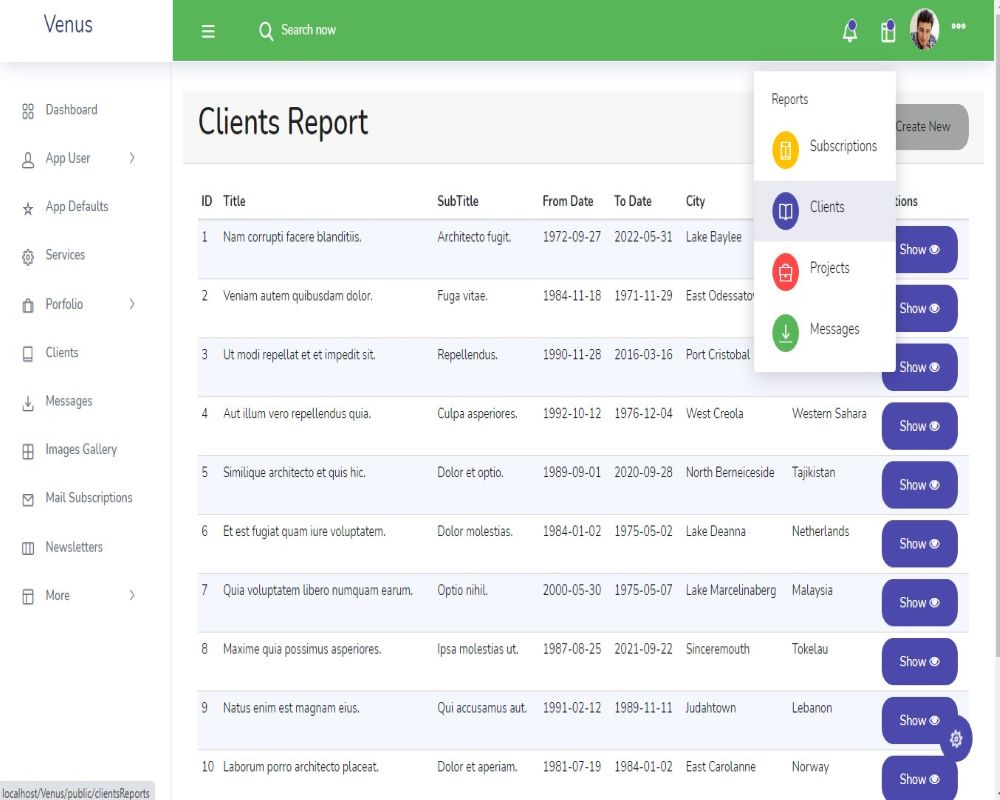 Venus
Search now
Dashboard
App User
App Defaults
Services
Porfolio
Clients
Messages
Images Gallery
Mail Subscriptions
Newsletters
More
Clients Report
Create New
Reports
Subscriptions
Clients
Projects
Messages
ID Title SubTitle From Date To Date City tions
1 Nam corrupti facere blanditiis. Architecto fugit. 1972-09-27 2022-05-31 Lake Baylee Show
2 Veniam autem quibusdam dolor. Fuga vitae. 1984-11-18 1971-11-29 East Show
3 Ut modi repellat et et impedit sit. Repellendus. 1990-11-28 2016-03-16 Port Cristobal Show
4 Aut illum vero repellendus quia. Culpa asperiores. 1992-10-12 1976-12-04 West Creola Western Sahara Show
5 Similique architecto et quis hic. Dolor et optio. 1989-09-01 2020-09-28 North Berneiceside Tajikistan Show
6 Et est fugiat quam iure voluptatem. Dolor molestias. 1984-01-02 1975-05-02 Lake Deanna Netherlands Show
7 Quia voluptatem libero numquam earum. Optio nihil. 2000-05-30 1975-05-07 Lake Marcelinaberg Malaysia Show
8 Maxime quia possimus asperiores. Ipsa molestias ut. 1987-08-25 2021-09-22 Sinceremouth Tokelau Show
9 Natus enim est magnam eius. Qui accusamus aut. 1991-02-12 1989-11-11 Judahtown Lebanon Show
10 Laborum porro architecto placeat. Dolor et aperiam. 1981-07-19 1984-01-02 East Carolanne Norway Show
localhost/Venus/public/clientsReports